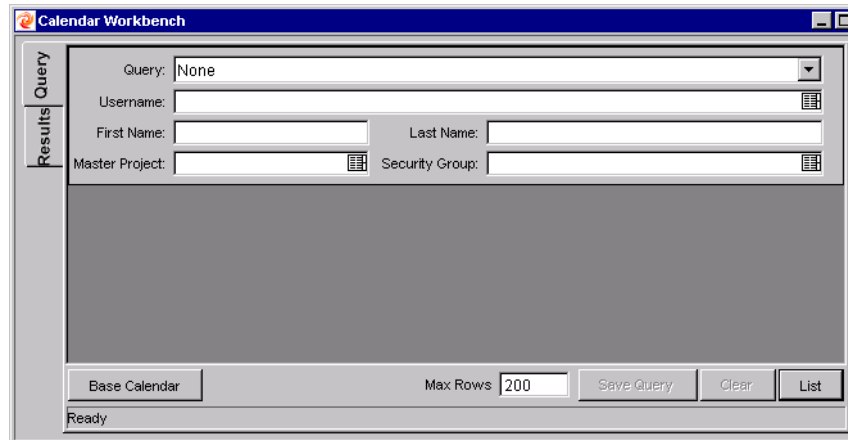 Calendar Workbench
Query
Results
Query: None
Username:
First Name: Last Name:
Master Project: Security Group:
Base Calendar Max Rows 200 Save Query Clear List
Ready